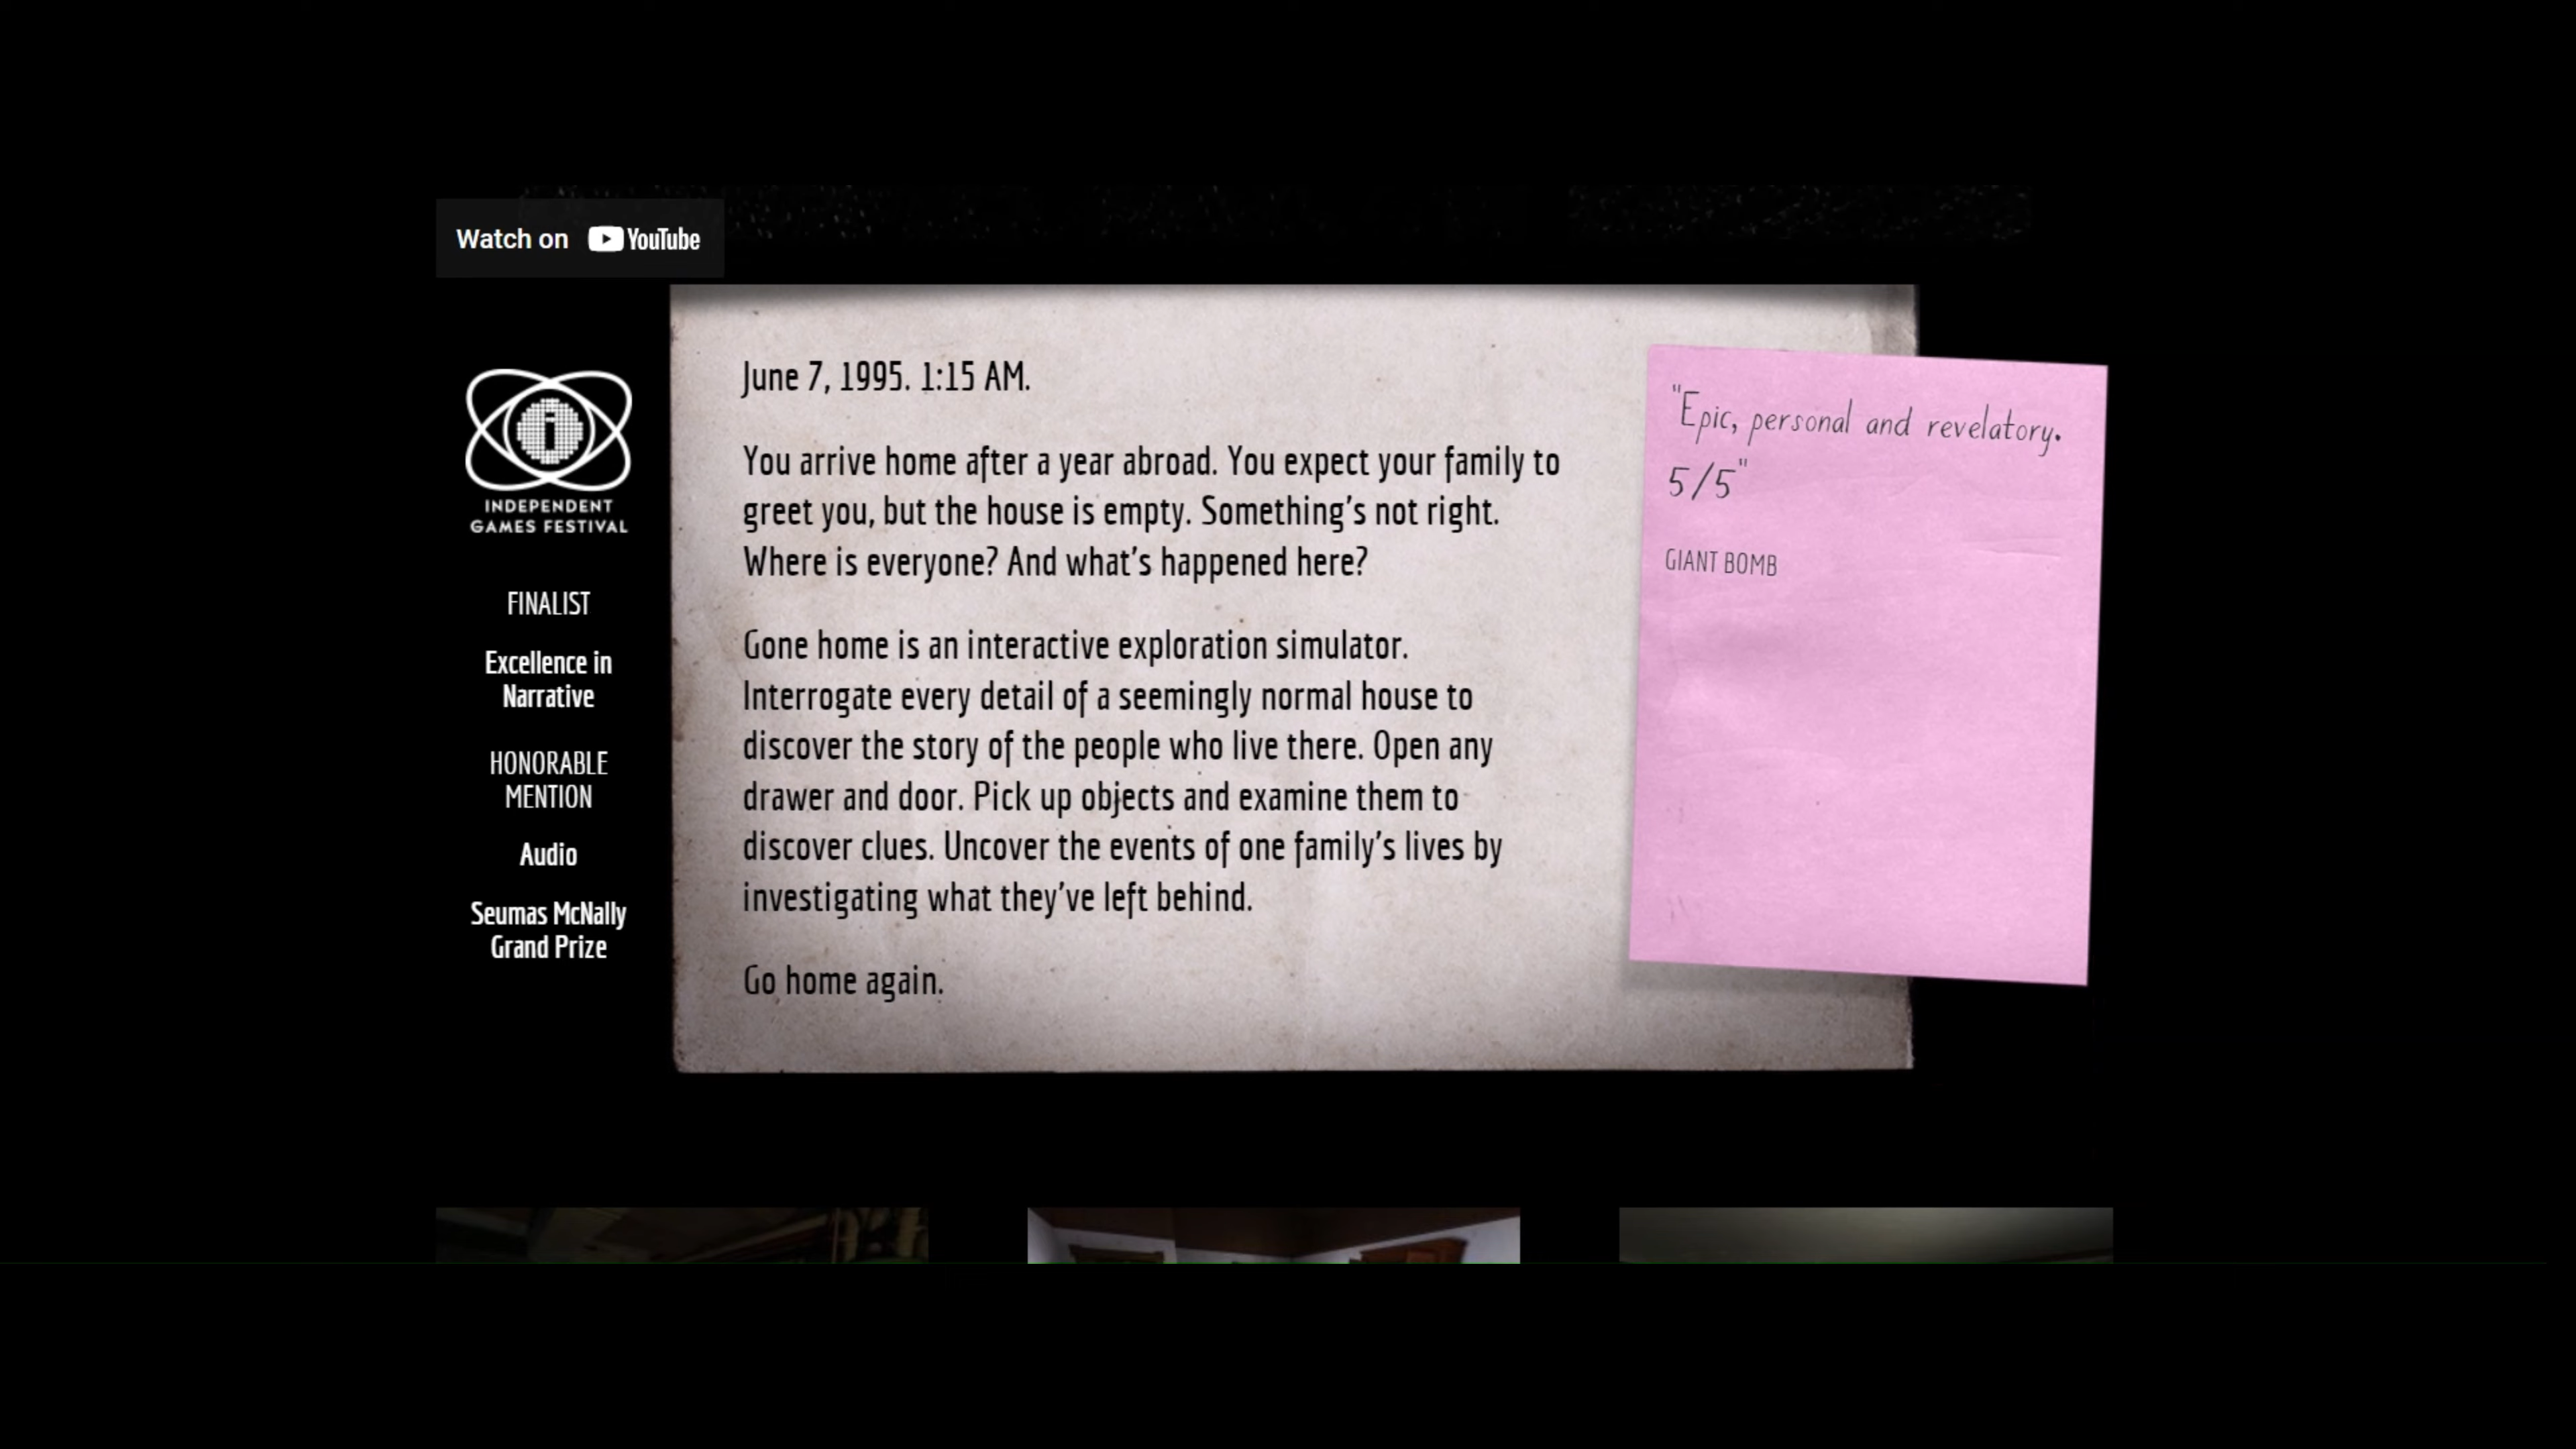 Watch on YouTube
INDEPENDENT
GAMES FESTIVAL
FINALIST
Excellence in
Narrative
HONORABLE
MENTION
Audio
Seumas McNally
Grand Prize
June 7, 1995. 1:15 AM.
You arrive home after a year abroad. You expect your family to
greet you, but the house is empty. Something's not right.
Where is everyone? And what's happened here?
Gone home is an interactive exploration simulator.
Interrogate every detail of a seemingly normal house to
discover the story of the people who live there. Open any
drawer and door. Pick up objects and examine them to
discover clues. Uncover the events of one family's lives by
investigating what they've left behind.
Go home again.
"Epic, personal and revelatory.
5/5"
GIANT BOMB